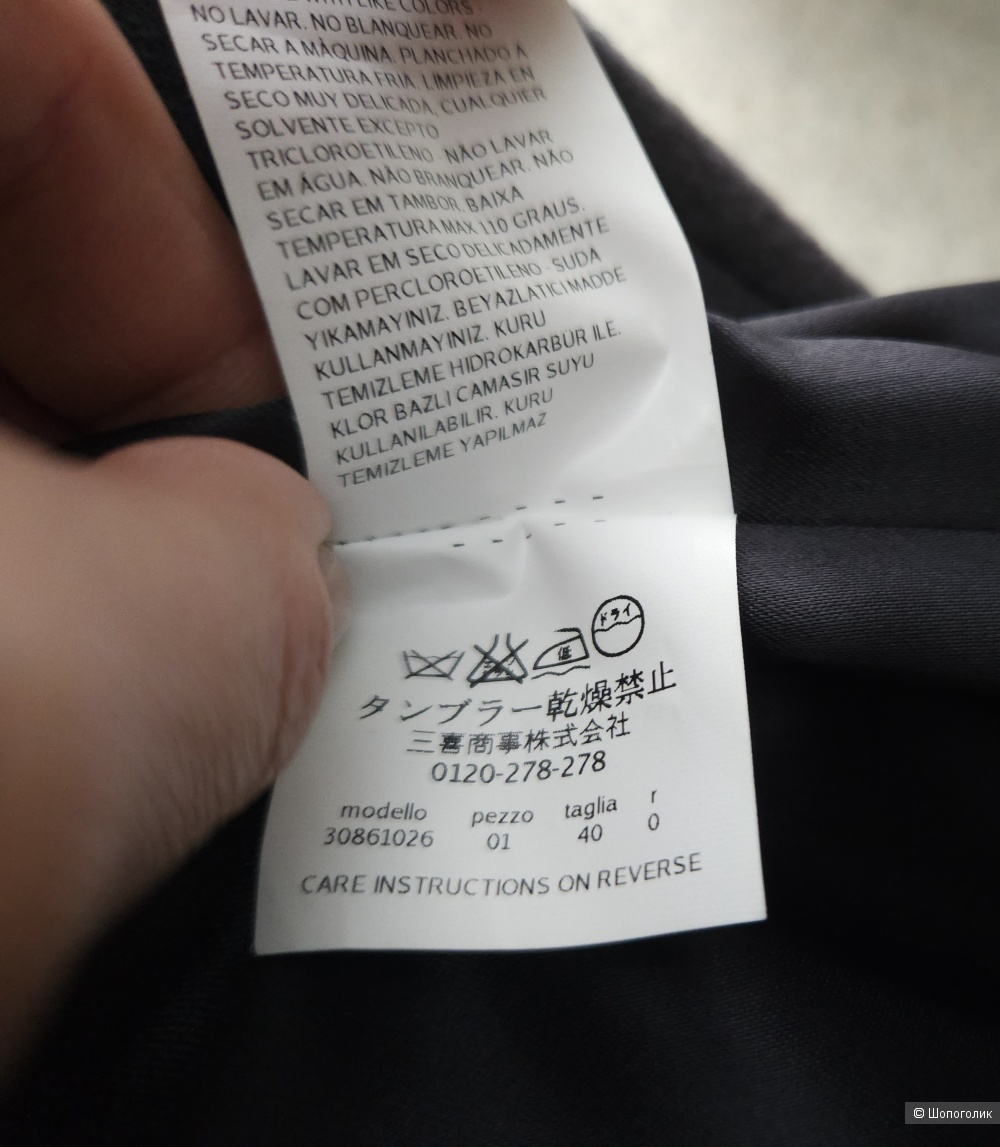 WITH LIKE COLORS -
NO LAVAR. NO BLANQUEAR. NO
SECAR A MÁQUINA. PLANCHADO A
TEMPERATURA FRIA. LIMPIEZA EN
SECO MUY DELICADA, CUALQUIER
SOLVENTE EXCEPTO
TRICLOROETILENO - NÃO LAVAR
EM ÁGUA. NÃO BRANQUEAR. NÃO
SECAR EM TAMBOR. BAIXA
TEMPERATURA MAX 110 GRAUS.
LAVAR EM SECO DELICADAMENTE
COM PERCLOROETILENO - SUDA
YIKAMAYINIZ. BEYAZLATICI MADDE
KULLANMAYINIZ. KURU
TEMIZLEME HIDROKARBÜR ILE.
KLOR BAZLI CAMASIR SUYU
KULLANILABILIR. KURU
TEMIZLEME YAPILMAZ
低 ドライ
タンブラー乾燥禁止
三喜商事株式会社
0120-278-278
modello pezzo taglia r
30861026 01 40 0
CARE INSTRUCTIONS ON REVERSE
© Шопоголик